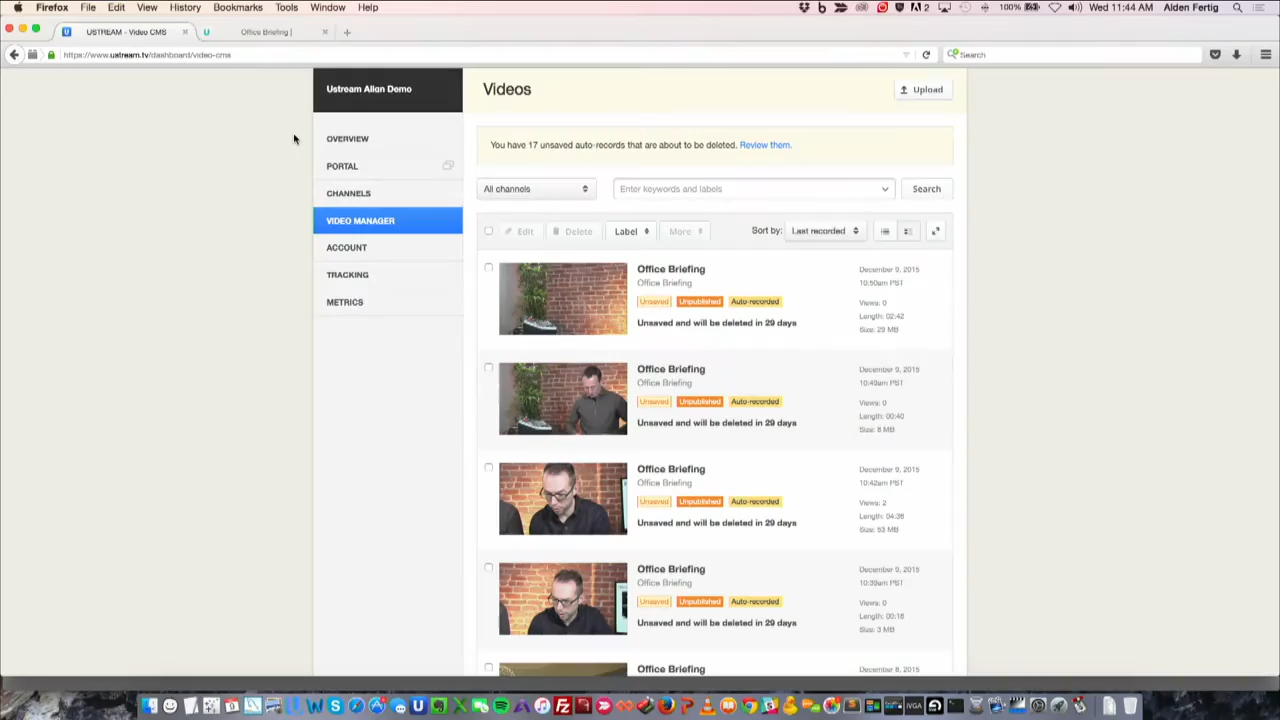 Firefox File Edit View History Bookmarks Tools Window Help 2 100% Wed 11:44 AM Alden Fertig
USTREAM - Video CMS Office Briefing |
https://www.ustream.tv/dashboard/video-cms Search
Ustream Allan Demo
OVERVIEW
PORTAL
CHANNELS
VIDEO MANAGER
ACCOUNT
TRACKING
METRICS
Videos Upload
You have 17 unsaved auto-records that are about to be deleted. Review them.
All channels Enter keywords and labels Search
Edit Delete Label More Sort by: Last recorded
Office Briefing
Office Briefing
Unsaved Unpublished Auto-recorded
Unsaved and will be deleted in 29 days
December 9, 2015
10:50am PST
Views: 0
Length: 02:42
Size: 29 MB
Office Briefing
Office Briefing
Unsaved Unpublished Auto-recorded
Unsaved and will be deleted in 29 days
December 9, 2015
10:49am PST
Views: 0
Length: 00:40
Size: 8 MB
Office Briefing
Office Briefing
Unsaved Unpublished Auto-recorded
Unsaved and will be deleted in 29 days
December 9, 2015
10:42am PST
Views: 2
Length: 04:36
Size: 53 MB
Office Briefing
Office Briefing
Unsaved Unpublished Auto-recorded
Unsaved and will be deleted in 29 days
December 9, 2015
10:39am PST
Views: 0
Length: 00:18
Size: 3 MB
Office Briefing
December 8, 2015